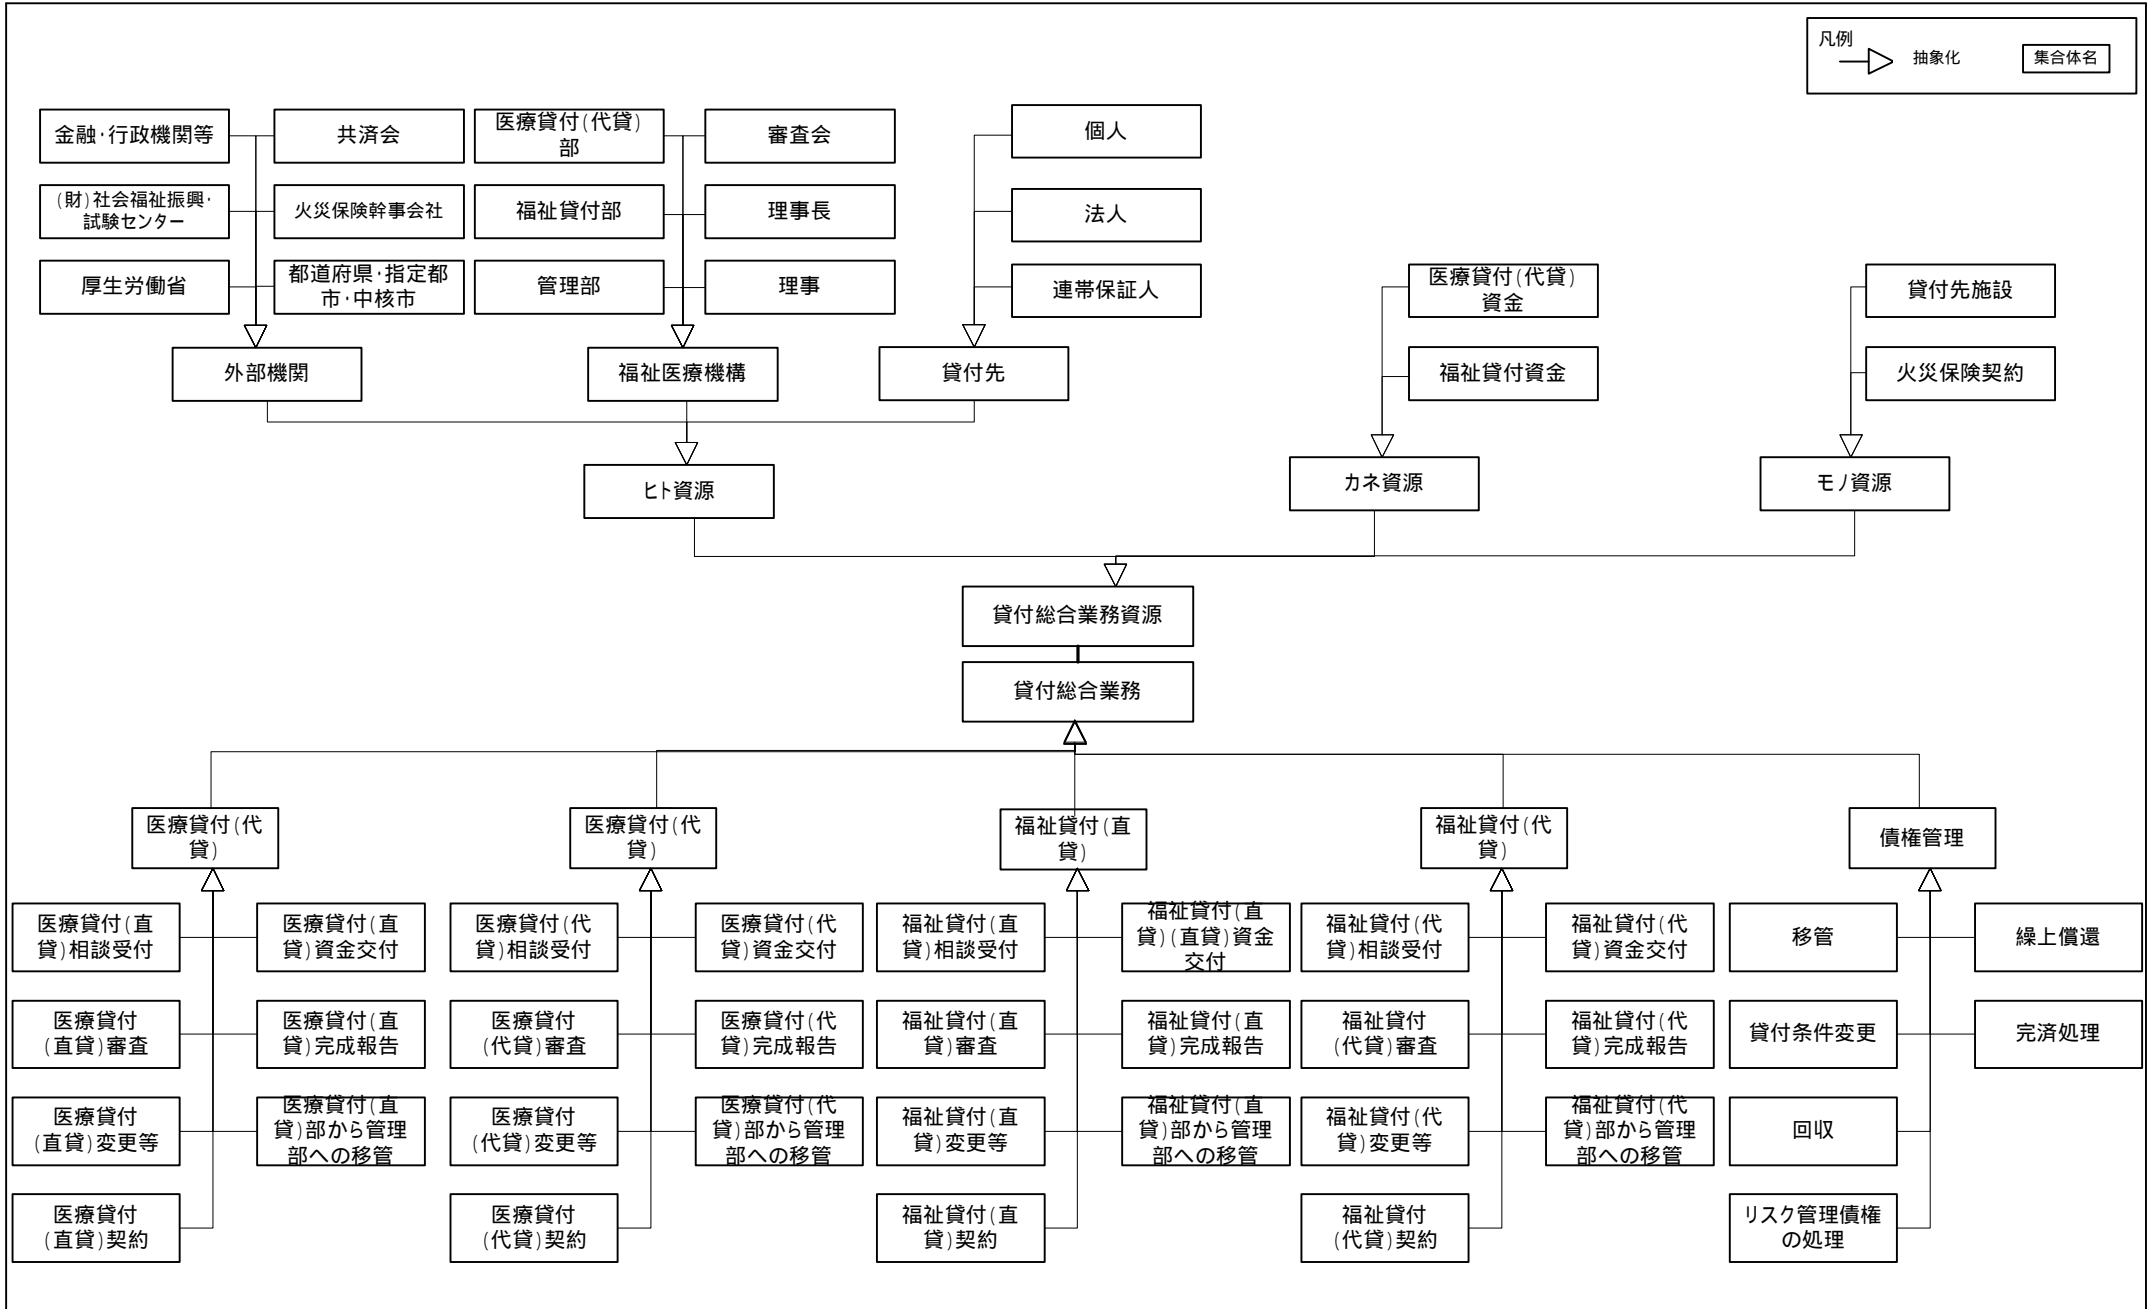 凡例
抽象化
集合体名
金融・行政機関等
共済会
医療貸付(代貸)
部
審査会
個人
(財)社会福祉振興・
試験センター
火災保険幹事会社
福祉貸付部
理事長
法人
厚生労働省
都道府県・指定都
市・中核市
管理部
理事
連帯保証人
医療貸付(代貸)
資金
貸付先施設
外部機関
福祉医療機構
貸付先
福祉貸付資金
火災保険契約
ヒト資源
カネ資源
モノ資源
貸付総合業務資源
貸付総合業務
医療貸付(代
貸)
医療貸付(代
貸)
福祉貸付(直
貸)
福祉貸付(代
貸)
債権管理
医療貸付(直
貸)相談受付
医療貸付(直
貸)資金交付
医療貸付(代
貸)相談受付
医療貸付(代
貸)資金交付
福祉貸付(直
貸)相談受付
福祉貸付(直
貸)(直貸)資金
交付
福祉貸付(代
貸)相談受付
福祉貸付(代
貸)資金交付
移管
繰上償還
医療貸付
(直貸)審査
医療貸付(直
貸)完成報告
医療貸付
(代貸)審査
医療貸付(代
貸)完成報告
福祉貸付(直
貸)審査
福祉貸付(直
貸)完成報告
福祉貸付
(代貸)審査
福祉貸付(代
貸)完成報告
貸付条件変更
完済処理
医療貸付
(直貸)変更等
医療貸付(直
貸)部から管理
部への移管
医療貸付
(代貸)変更等
医療貸付(代
貸)部から管理
部への移管
福祉貸付(直
貸)変更等
福祉貸付(直
貸)部から管理
部への移管
福祉貸付(代
貸)変更等
福祉貸付(代
貸)部から管理
部への移管
回収
医療貸付
(直貸)契約
医療貸付
(代貸)契約
福祉貸付(直
貸)契約
福祉貸付
(代貸)契約
リスク管理債権
の処理